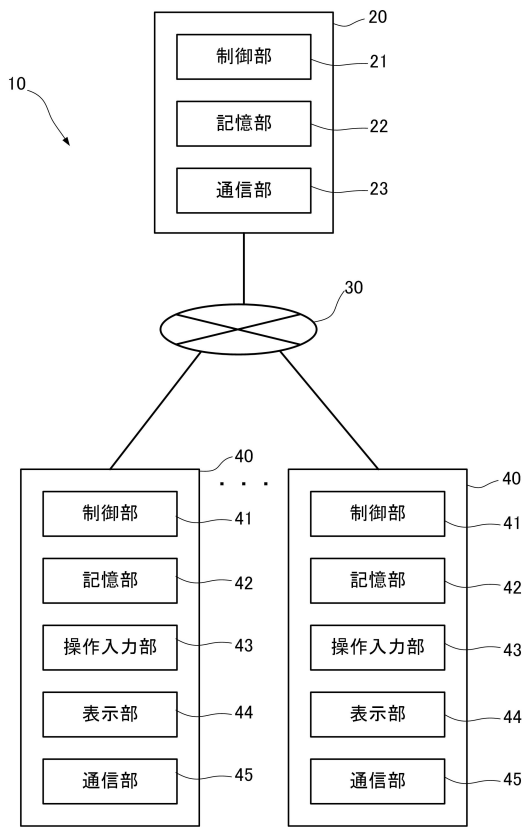 20
制御部 21
10
記憶部 22
通信部 23
30
40 ・・・ 40
制御部 41 制御部 41
記憶部 42 記憶部 42
操作入力部 43 操作入力部 43
表示部 44 表示部 44
通信部 45 通信部 45